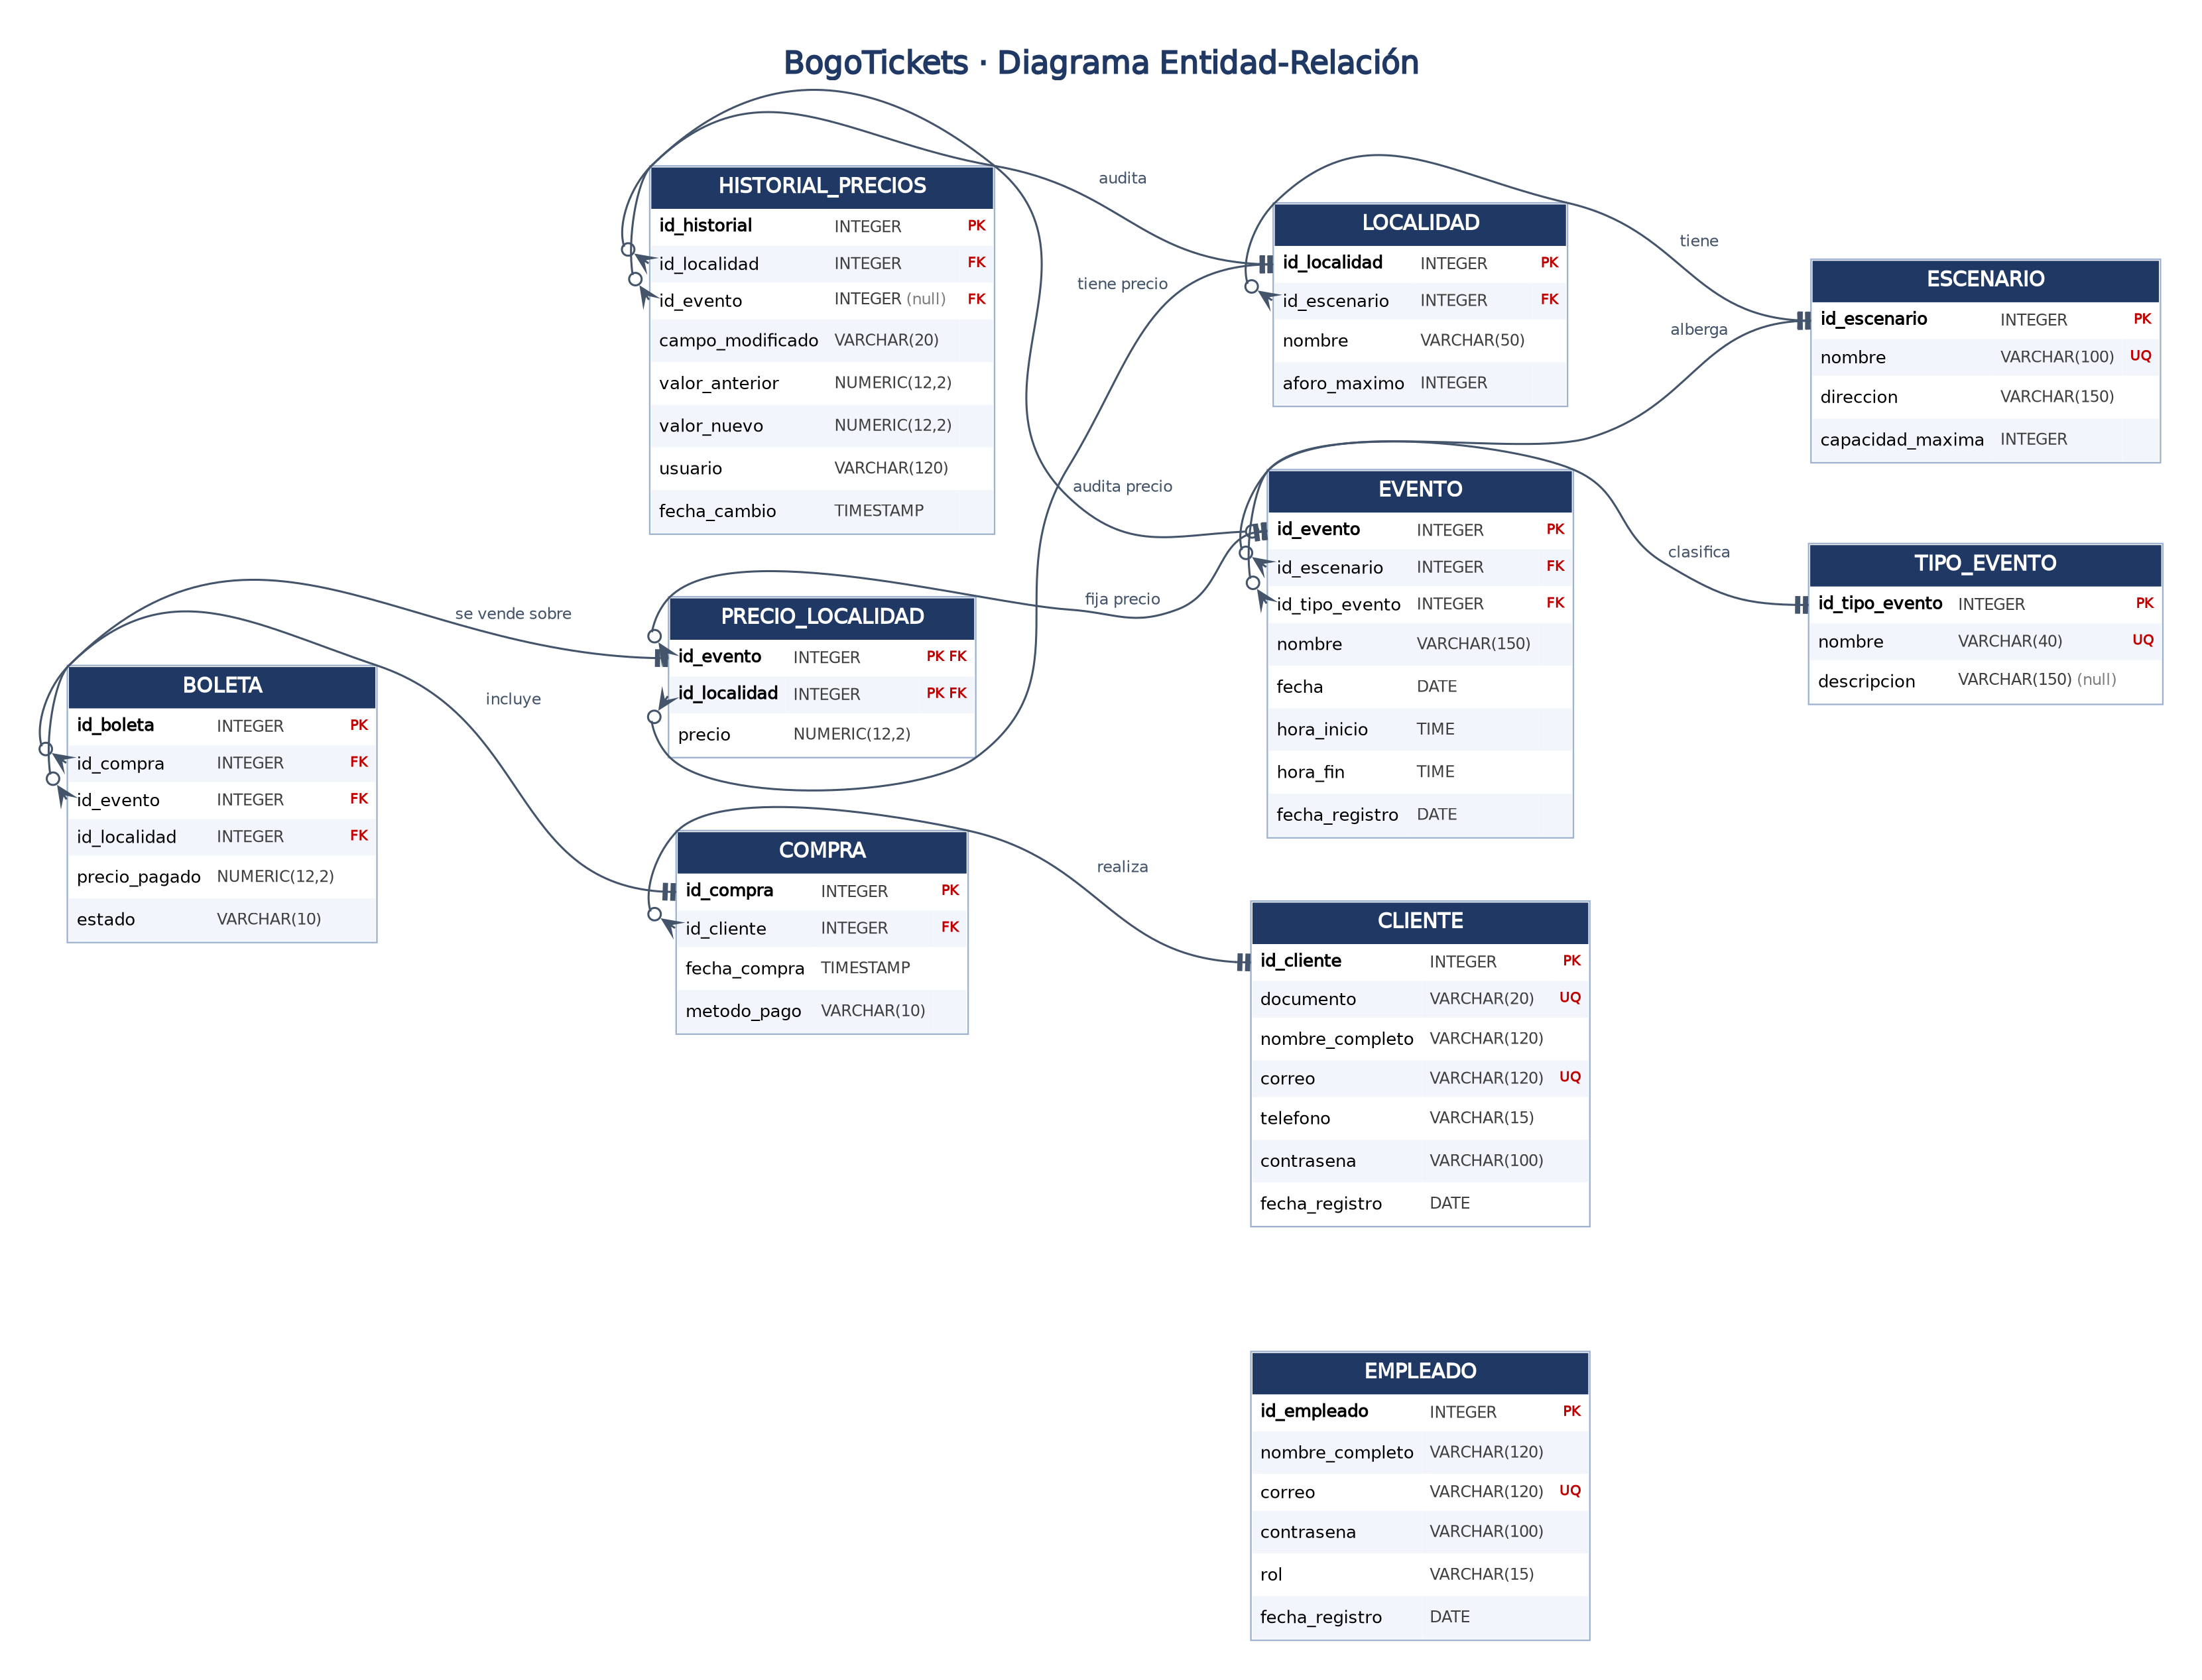 BogoTickets · Diagrama Entidad-Relación
HISTORIAL_PRECIOS
id_historial INTEGER PK
id_localidad INTEGER FK
id_evento INTEGER (null) FK
campo_modificado VARCHAR(20)
valor_anterior NUMERIC(12,2)
valor_nuevo NUMERIC(12,2)
usuario VARCHAR(120)
fecha_cambio TIMESTAMP
audita
tiene precio
audita precio
fija precio
LOCALIDAD
id_localidad INTEGER PK
id_escenario INTEGER FK
nombre VARCHAR(50)
aforo_maximo INTEGER
tiene
alberga
clasifica
ESCENARIO
id_escenario INTEGER PK
nombre VARCHAR(100) UQ
direccion VARCHAR(150)
capacidad_maxima INTEGER
EVENTO
id_evento INTEGER PK
id_escenario INTEGER FK
id_tipo_evento INTEGER FK
nombre VARCHAR(150)
fecha DATE
hora_inicio TIME
hora_fin TIME
fecha_registro DATE
TIPO_EVENTO
id_tipo_evento INTEGER PK
nombre VARCHAR(40) UQ
descripcion VARCHAR(150) (null)
se vende sobre
incluye
PRECIO_LOCALIDAD
id_evento INTEGER PK FK
id_localidad INTEGER PK FK
precio NUMERIC(12,2)
BOLETA
id_boleta INTEGER PK
id_compra INTEGER FK
id_evento INTEGER FK
id_localidad INTEGER FK
precio_pagado NUMERIC(12,2)
estado VARCHAR(10)
COMPRA
id_compra INTEGER PK
id_cliente INTEGER FK
fecha_compra TIMESTAMP
metodo_pago VARCHAR(10)
realiza
CLIENTE
id_cliente INTEGER PK
documento VARCHAR(20) UQ
nombre_completo VARCHAR(120)
correo VARCHAR(120) UQ
telefono VARCHAR(15)
contrasena VARCHAR(100)
fecha_registro DATE
EMPLEADO
id_empleado INTEGER PK
nombre_completo VARCHAR(120)
correo VARCHAR(120) UQ
contrasena VARCHAR(100)
rol VARCHAR(15)
fecha_registro DATE